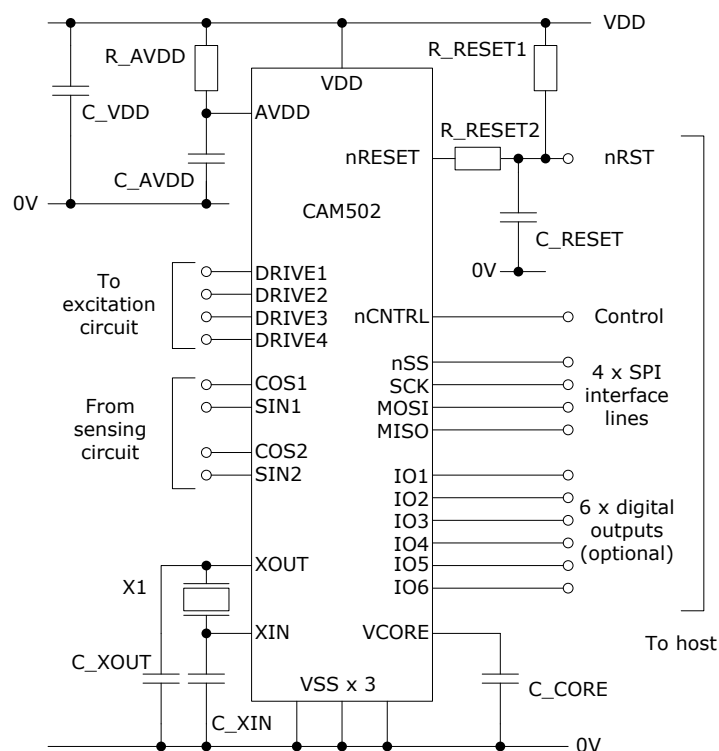 VDD
R_AVDD
R_RESET1
C_VDD
VDD
AVDD
R_RESET2
nRESET
nRST
C_AVDD
0V
CAM502
C_RESET
0V
To
excitation
circuit
DRIVE1
DRIVE2
DRIVE3
DRIVE4
nCNTRL
Control
From
sensing
circuit
COS1
SIN1
COS2
SIN2
nSS
SCK
MOSI
MISO
4 x SPI
interface
lines
IO1
IO2
IO3
IO4
IO5
IO6
6 x digital
outputs
(optional)
XOUT
X1
XIN
VCORE
To host
C_XOUT
VSS x 3
C_CORE
C_XIN
0V